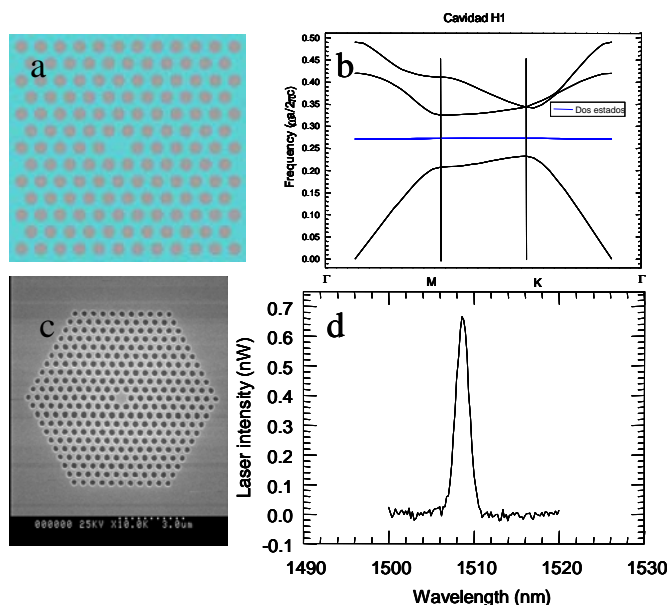 a
Cavidad H1
b
0.50
0.45
0.40
0.35
0.30
0.25
0.20
0.15
0.10
0.05
0.00
Frequency (ωa/2πc)
Dos estados
Γ M K Γ
c
000000 25KV X10.0K 3.0um
d
0.7
0.6
0.5
0.4
0.3
0.2
0.1
0.0
-0.1
Laser intensity (nW)
1490 1500 1510 1520 1530
Wavelength (nm)